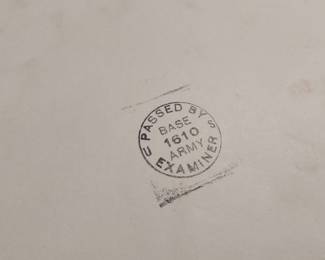 U PASSED BY S
BASE
1610
ARMY
EXAMINER